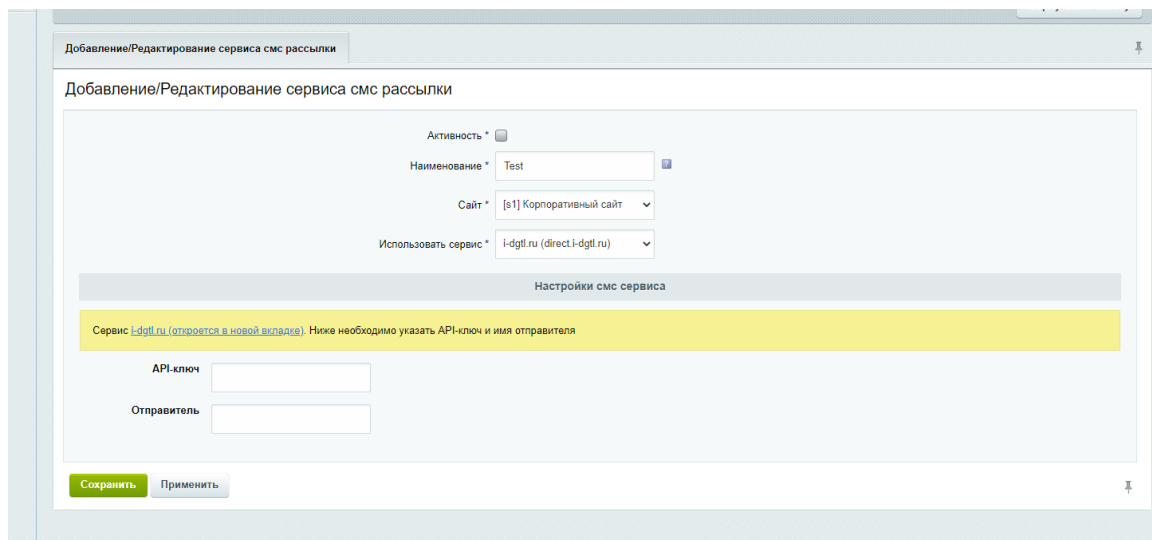 Добавление/Редактирование сервиса смс рассылки
Добавление/Редактирование сервиса смс рассылки
Активность *
Наименование * Test ?
Сайт * [s1] Корпоративный сайт
Использовать сервис * i-dgtl.ru (direct.i-dgtl.ru)
Настройки смс сервиса
Сервис i-dgtl.ru (откроется в новой вкладке). Ниже необходимо указать API-ключ и имя отправителя
API-ключ
Отправитель
Сохранить Применить